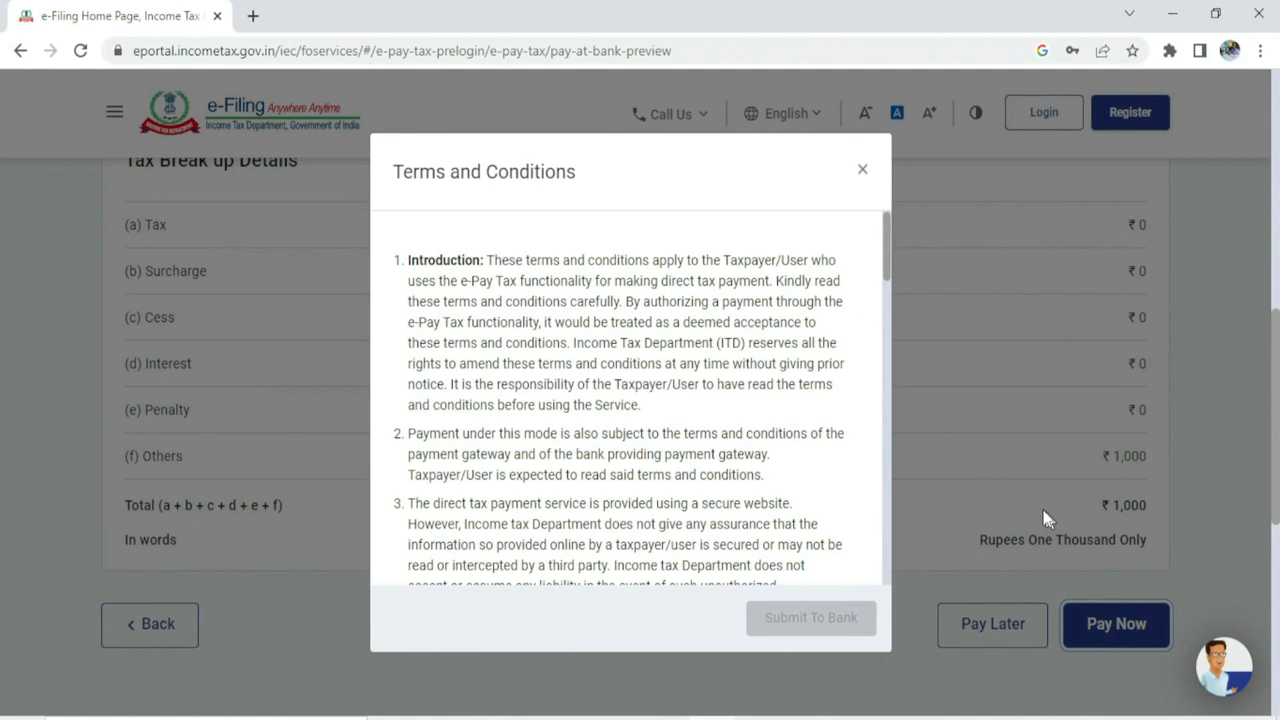 e-Filing Home Page, Income Tax
eportal.incometax.gov.in/iec/foservices/#/e-pay-tax-prelogin/e-pay-tax/pay-at-bank-preview
e-Filing Anywhere Anytime
Income Tax Department, Government of India
Call Us
English
A-
A
A+
Login
Register
Tax Break up Details
(a) Tax ₹ 0
(b) Surcharge ₹ 0
(c) Cess ₹ 0
(d) Interest ₹ 0
(e) Penalty ₹ 0
(f) Others ₹ 1,000
Total (a + b + c + d + e + f) ₹ 1,000
In words Rupees One Thousand Only
Back
Pay Later
Pay Now
Terms and Conditions
1. Introduction: These terms and conditions apply to the Taxpayer/User who
uses the e-Pay Tax functionality for making direct tax payment. Kindly read
these terms and conditions carefully. By authorizing a payment through the
e-Pay Tax functionality, it would be treated as a deemed acceptance to
these terms and conditions. Income Tax Department (ITD) reserves all the
rights to amend these terms and conditions at any time without giving prior
notice. It is the responsibility of the Taxpayer/User to have read the terms
and conditions before using the Service.
2. Payment under this mode is also subject to the terms and conditions of the
payment gateway and of the bank providing payment gateway.
Taxpayer/User is expected to read said terms and conditions.
3. The direct tax payment service is provided using a secure website.
However, Income tax Department does not give any assurance that the
information so provided online by a taxpayer/user is secured or may not be
read or intercepted by a third party. Income tax Department does not
accept or assume any liability in the event of such unauthorized
Submit To Bank